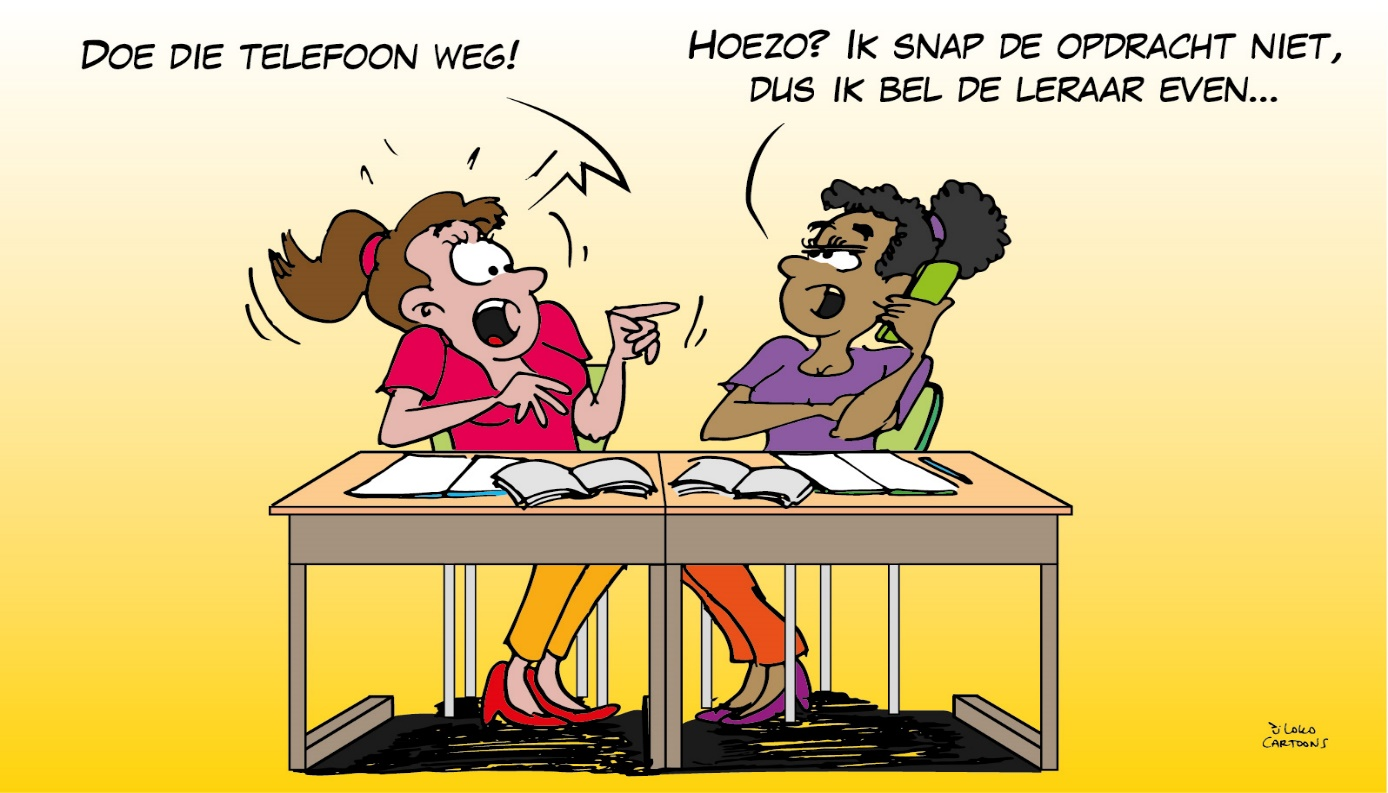 DOE DIE TELEFOON WEG!
HOEZO? IK SNAP DE OPDRACHT NIET,
DUS IK BEL DE LERAAR EVEN...
LOKO
CARTOONS